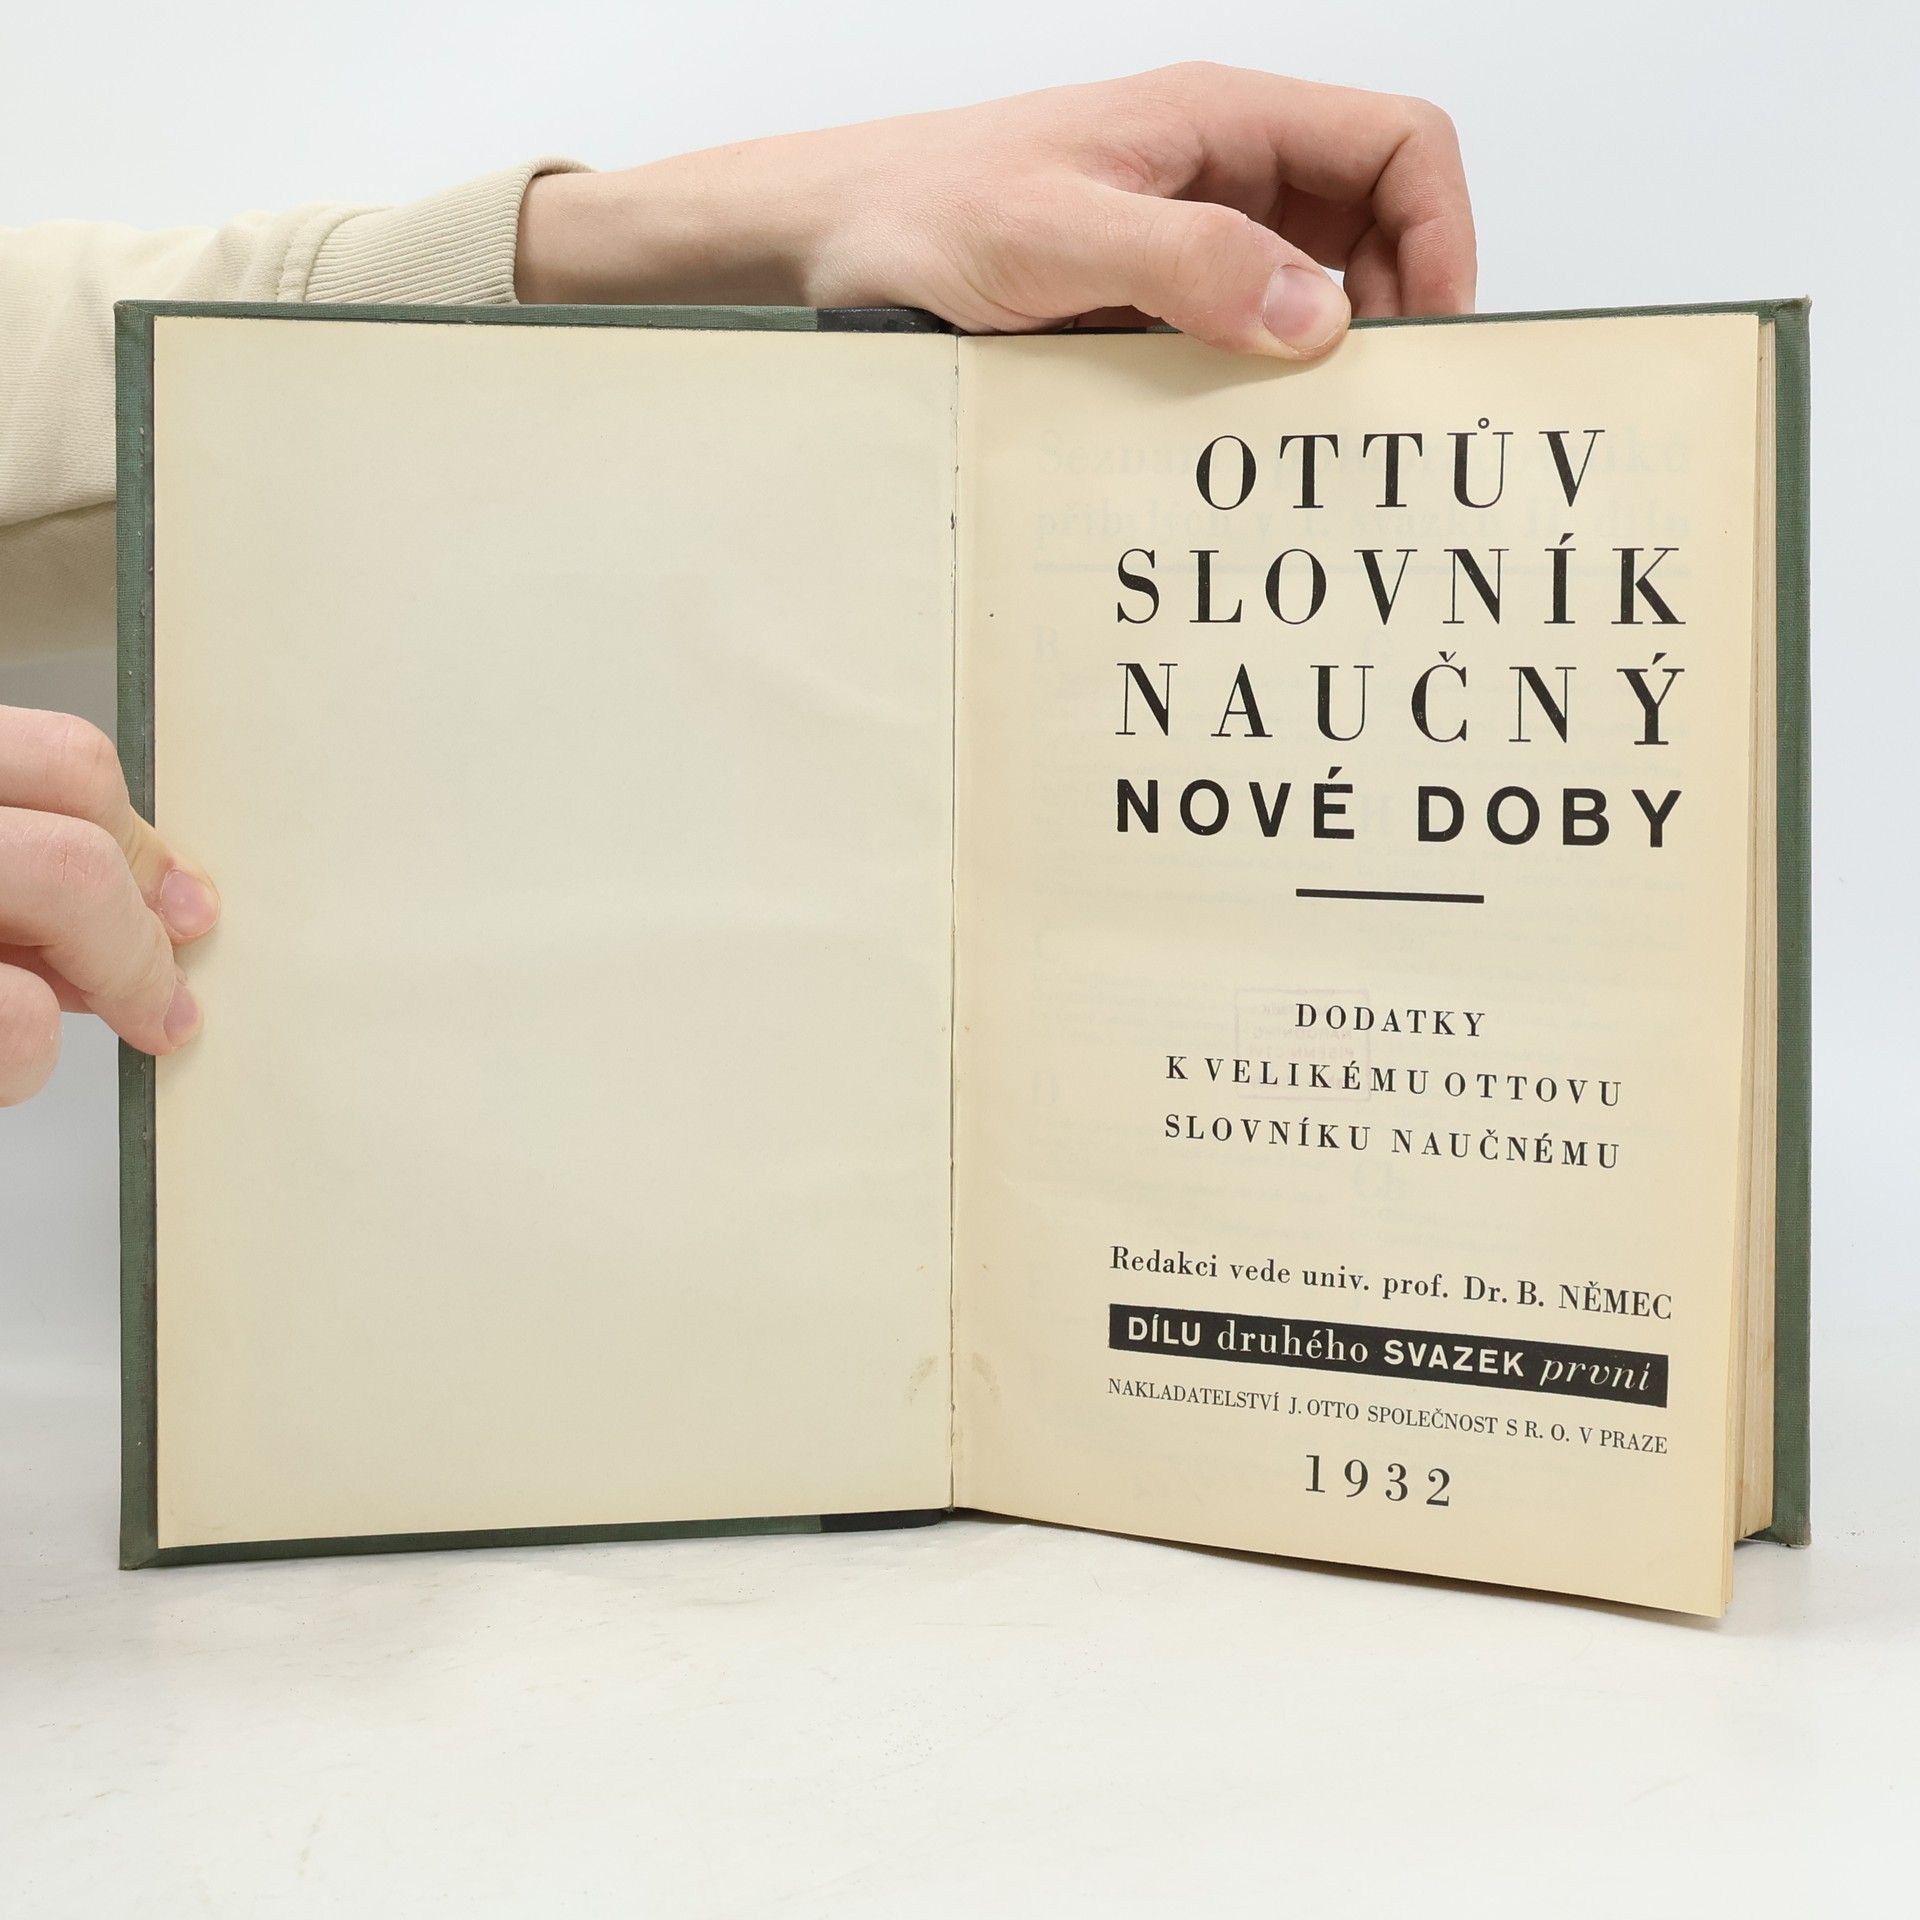 OTTŮV
SLOVNÍK
NAUČNÝ
NOVÉ DOBY
DODATKY
K VELIKÉMU OTTOVU
SLOVNÍKU NAUČNÉMU
Redakci vede univ. prof. Dr. B. NĚMEC
DÍLU druhého SVAZEK první
NAKLADATELSTVÍ J. OTTO SPOLEČNOST S R. O. V PRAZE
1932